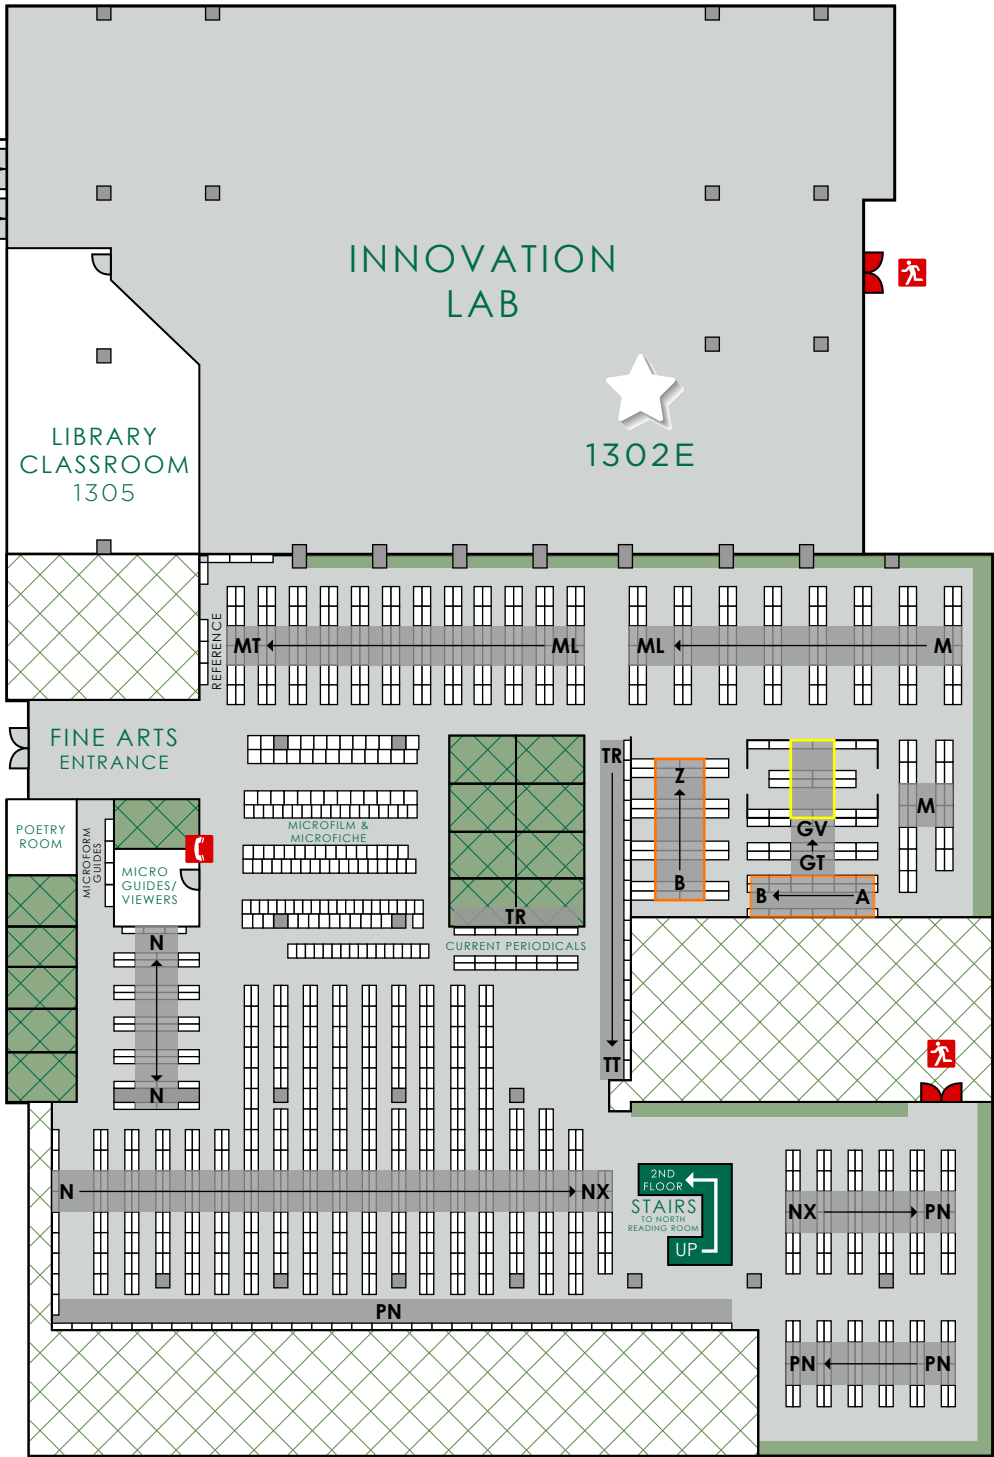 INNOVATION
LAB
1302E
LIBRARY
CLASSROOM
1305
REFERENCE
MT
ML
ML
M
FINE ARTS
ENTRANCE
TR
Z
B
GV
GT
B
A
M
POETRY
ROOM
MICROFORM
GUIDES
MICRO
GUIDES/
VIEWERS
MICROFILM &
MICROFICHE
TR
CURRENT PERIODICALS
N
N
TT
N
NX
2ND
FLOOR
STAIRS
TO NORTH
READING ROOM
UP
NX
PN
PN
PN
PN